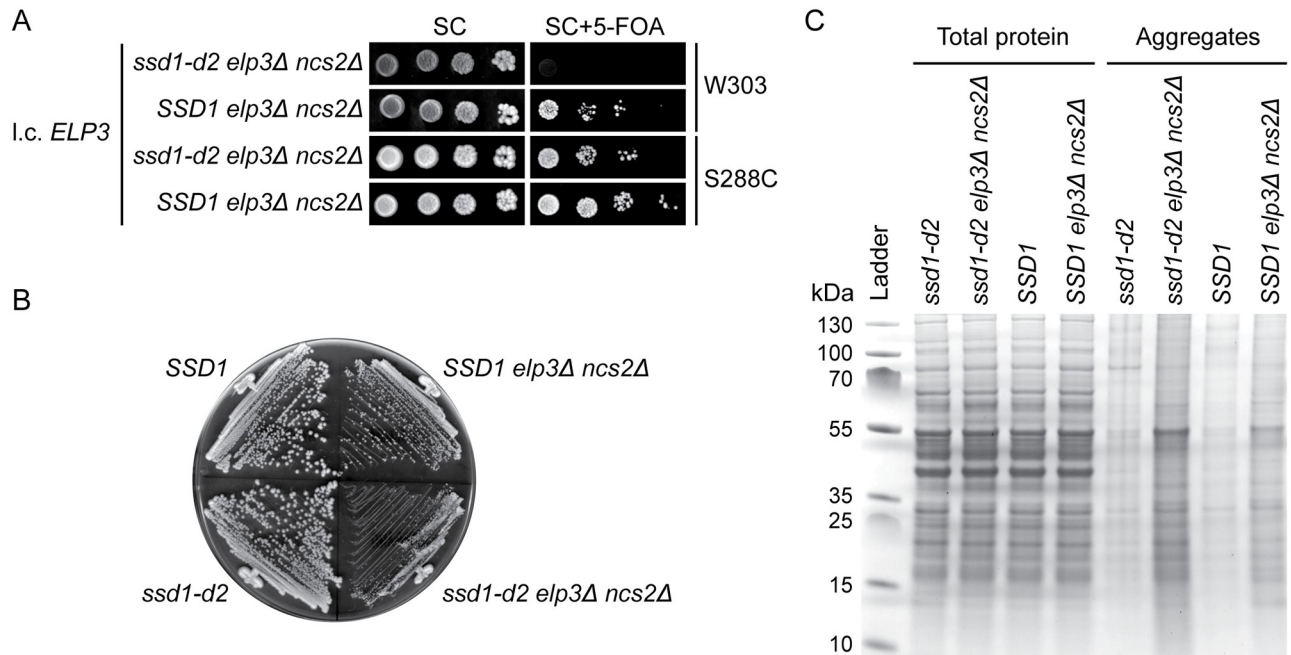 A
SC SC+5-FOA
l.c. ELP3
ssd1-d2 elp3Δ ncs2Δ
SSD1 elp3Δ ncs2Δ
W303
ssd1-d2 elp3Δ ncs2Δ
SSD1 elp3Δ ncs2Δ
S288C
B
SSD1
SSD1 elp3Δ ncs2Δ
ssd1-d2
ssd1-d2 elp3Δ ncs2Δ
C
Total protein Aggregates
kDa
Ladder
ssd1-d2
ssd1-d2 elp3Δ ncs2Δ
SSD1
SSD1 elp3Δ ncs2Δ
ssd1-d2
ssd1-d2 elp3Δ ncs2Δ
SSD1
SSD1 elp3Δ ncs2Δ
130
100
70
55
35
25
15
10